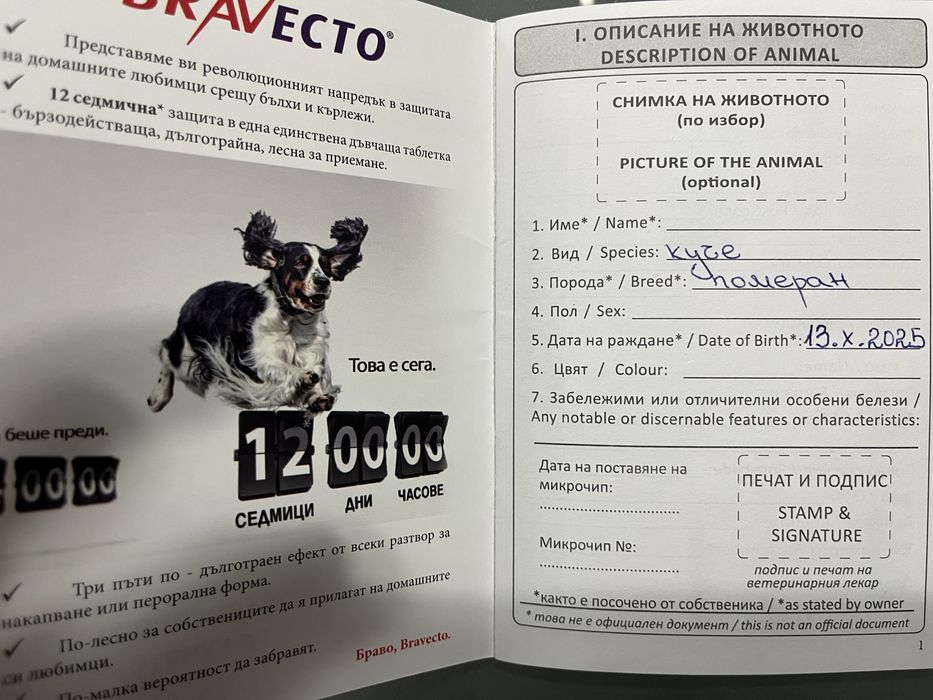 BRAVECTO®
✓ Представяме ви революционният напредък в защитата
на домашните любимци срещу бълхи и кърлежи.
✓ 12 седмична* защита в една единствена дъвчаща таблетка
- бързодействаща, дълготрайна, лесна за приемане.
Това е сега.
беше преди.
00 00
12 00 00
СЕДМИЦИ ДНИ ЧАСОВЕ
✓ Три пъти по - дълготраен ефект от всеки разтвор за
накапване или перорална форма.
✓ По-лесно за собствениците да я прилагат на домашните
си любимци.
✓ По-малка вероятност да забравят.
Браво, Bravecto.
I. ОПИСАНИЕ НА ЖИВОТНОТО
DESCRIPTION OF ANIMAL
СНИМКА НА ЖИВОТНОТО
(по избор)
PICTURE OF THE ANIMAL
(optional)
1. Име* / Name*:
2. Вид / Species: куче
3. Порода* / Breed*: померан
4. Пол / Sex:
5. Дата на раждане* / Date of Birth*: 13.X.2025
6. Цвят / Colour:
7. Забележими или отличителни особени белези /
Any notable or discernable features or characteristics:
Дата на поставяне на
микрочип:
Микрочип №:
ПЕЧАТ И ПОДПИС
STAMP &
SIGNATURE
подпис и печат на
ветеринарния лекар
*както е посочено от собственика / *as stated by owner
* това не е официален документ / this is not an official document
1